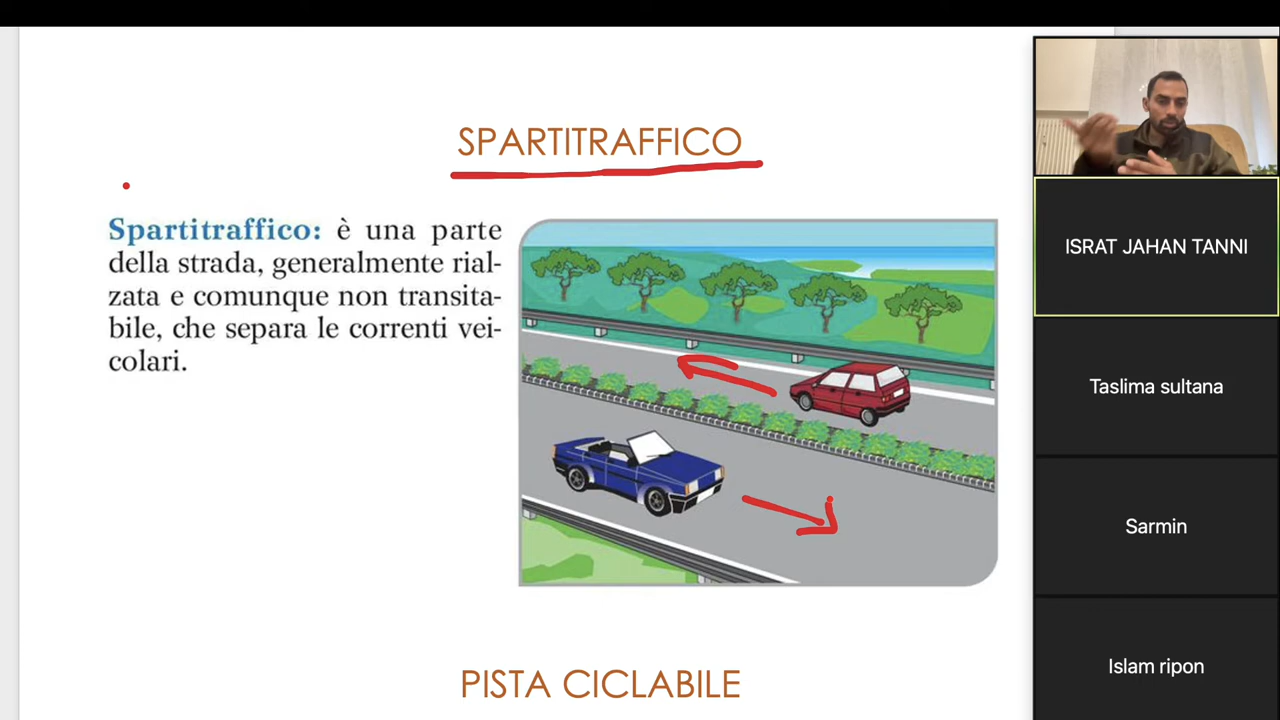 SPARTITRAFFICO
Spartitraffico: è una parte
della strada, generalmente rial-
zata e comunque non transita-
bile, che separa le correnti vei-
colari.
PISTA CICLABILE
ISRAT JAHAN TANNI
Taslima sultana
Sarmin
Islam ripon